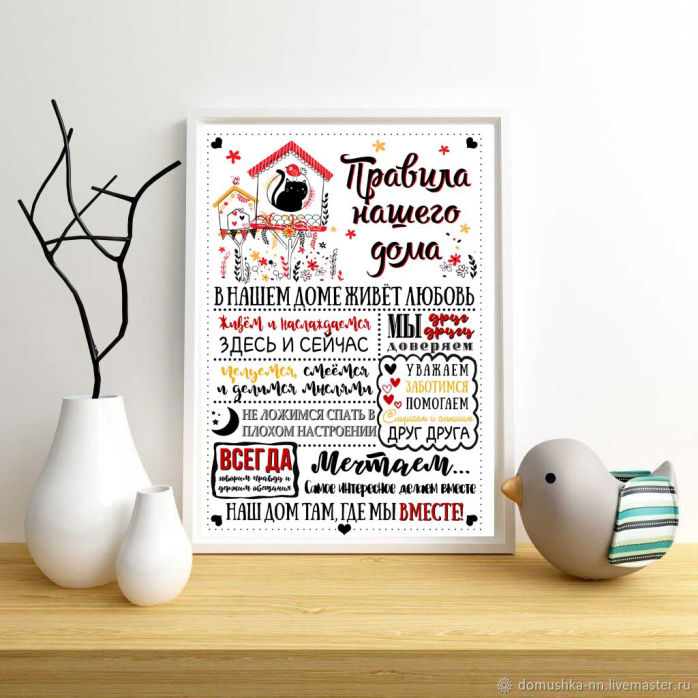 Правила
нашего
дома
В НАШЕМ ДОМЕ ЖИВЁТ ЛЮБОВЬ
Живём и наслаждаемся
ЗДЕСЬ И СЕЙЧАС
МЫ друг
другу
доверяем
целуемся, смеёмся
и делимся мыслями
УВАЖАЕМ
ЗАБОТИМСЯ
ПОМОГАЕМ
Слушаем и слышим
ДРУГ ДРУГА
НЕ ЛОЖИМСЯ СПАТЬ В
ПЛОХОМ НАСТРОЕНИИ
ВСЕГДА
говорим правду и
держим обещания
Мечтаем...
Самое интересное делаем вместе
НАШ ДОМ ТАМ, ГДЕ МЫ ВМЕСТЕ!
domushka-nn.livemaster.ru